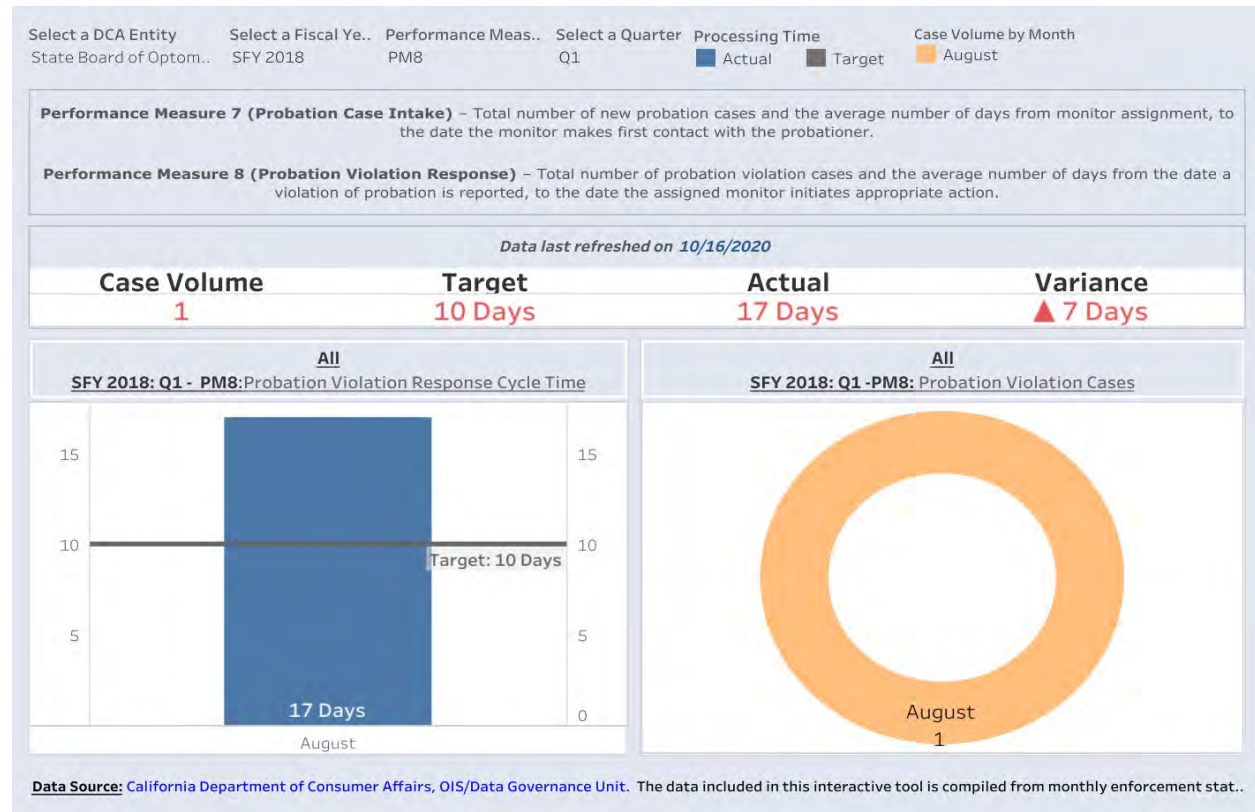 Select a DCA Entity Select a Fiscal Ye.. Performance Meas.. Select a Quarter Processing Time Case Volume by Month
State Board of Optom.. SFY 2018 PM8 Q1 Actual Target August
Performance Measure 7 (Probation Case Intake) – Total number of new probation cases and the average number of days from monitor assignment, to
the date the monitor makes first contact with the probationer.
Performance Measure 8 (Probation Violation Response) – Total number of probation violation cases and the average number of days from the date a
violation of probation is reported, to the date the assigned monitor initiates appropriate action.
Data last refreshed on 10/16/2020
Case Volume Target Actual Variance
1 10 Days 17 Days ▲ 7 Days
All
SFY 2018: Q1 - PM8:Probation Violation Response Cycle Time
15 15
10 10
Target: 10 Days
5 5
17 Days
0
August
All
SFY 2018: Q1 -PM8: Probation Violation Cases
August
1
Data Source: California Department of Consumer Affairs, OIS/Data Governance Unit. The data included in this interactive tool is compiled from monthly enforcement stat..